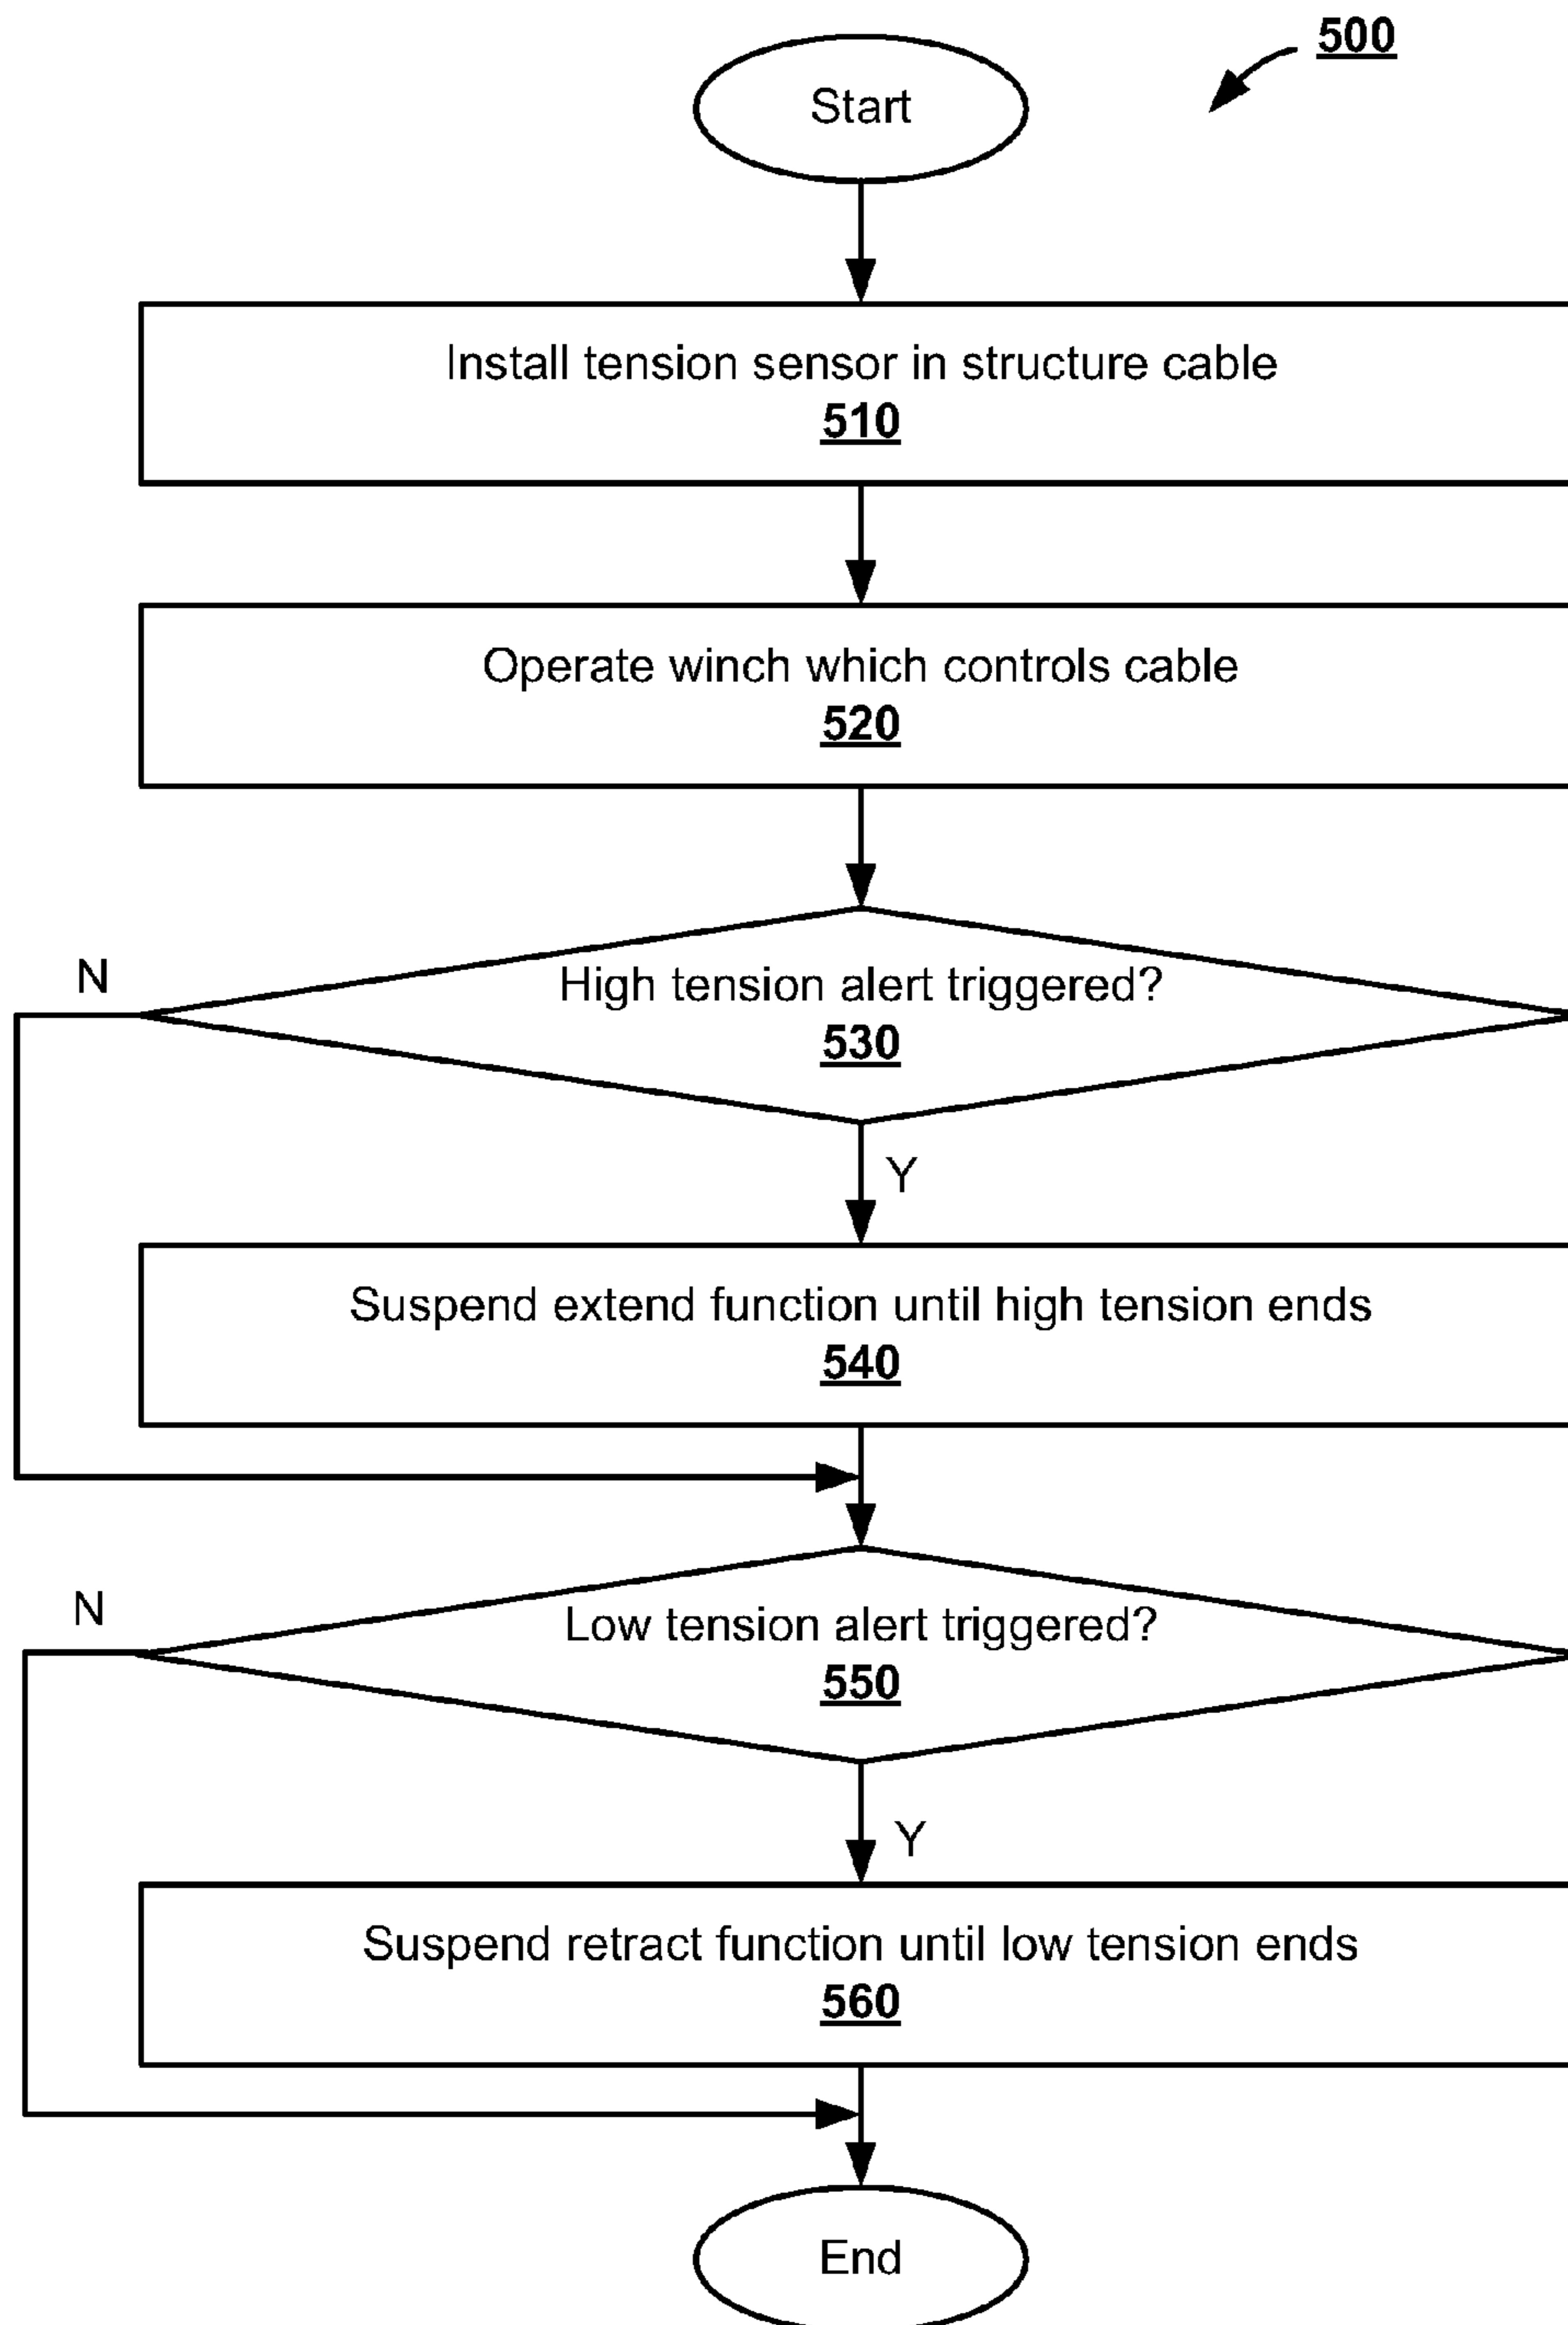 500
Start
Install tension sensor in structure cable
510
Operate winch which controls cable
520
High tension alert triggered?
530
N
Y
Suspend extend function until high tension ends
540
Low tension alert triggered?
550
N
Y
Suspend retract function until low tension ends
560
End